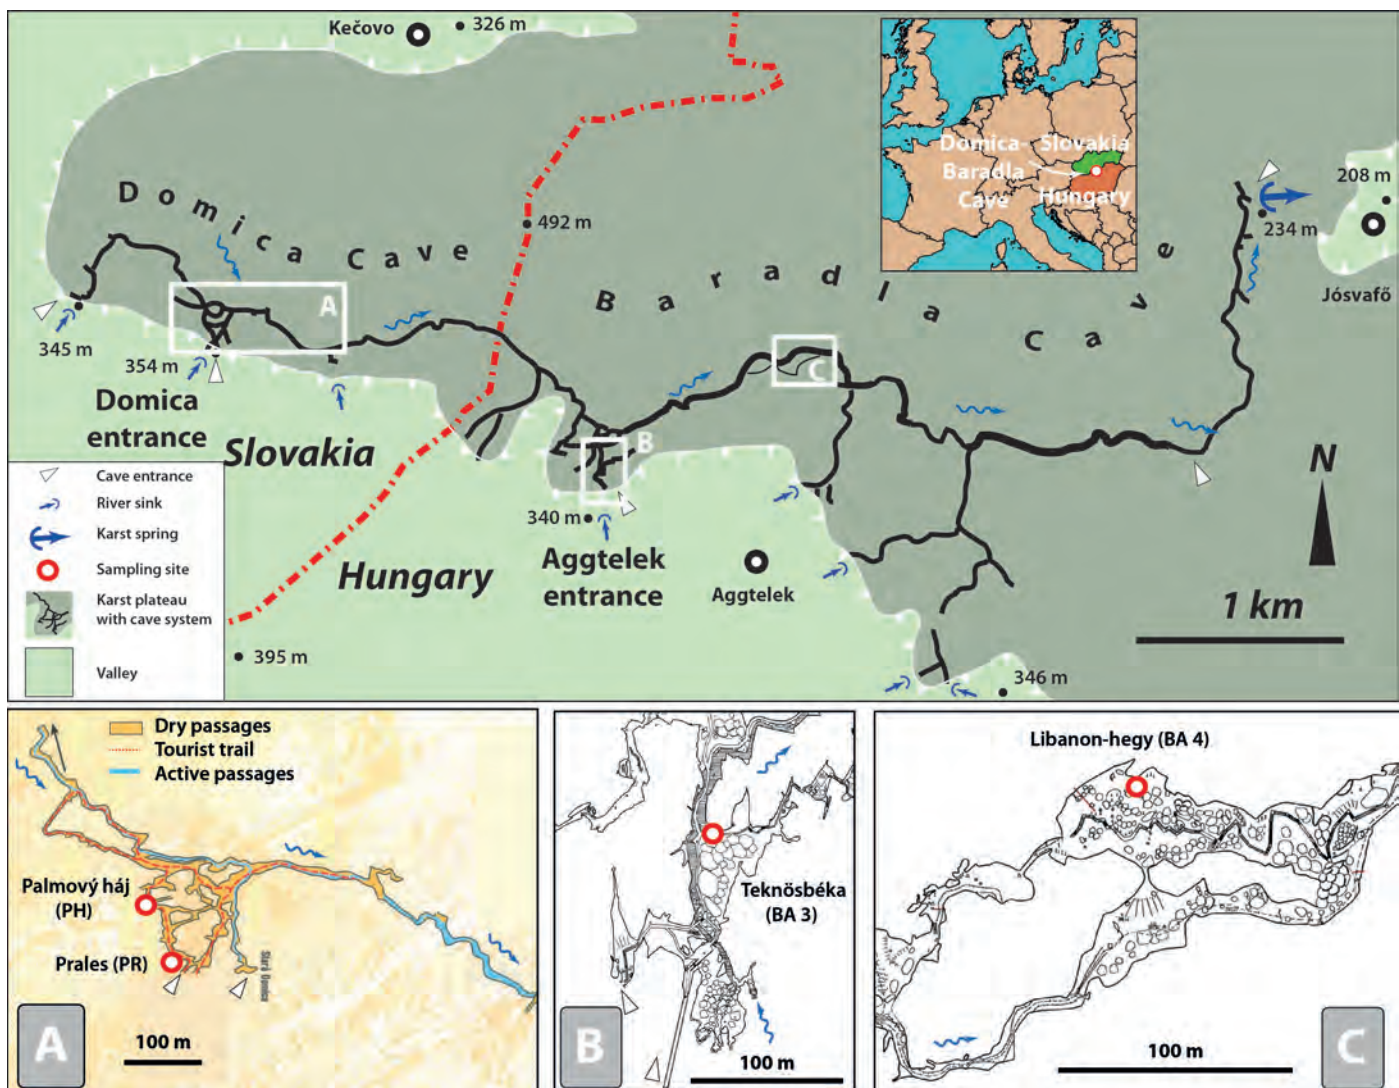 Kečovo
326 m
Domica Cave
492 m
Baradla Cave
Domica-
Baradla
Cave
Slovakia
Hungary
208 m
234 m
Jósvafő
345 m
354 m
A
Domica
entrance
Slovakia
C
B
340 m
Aggtelek
entrance
Hungary
Aggtelek
395 m
346 m
N
1 km
Cave entrance
River sink
Karst spring
Sampling site
Karst plateau
with cave system
Valley
Dry passages
Tourist trail
Active passages
Palmový háj
(PH)
Prales (PR)
Stará Domica
A
100 m
Teknösbéka
(BA 3)
B
100 m
Libanon-hegy (BA 4)
100 m
C